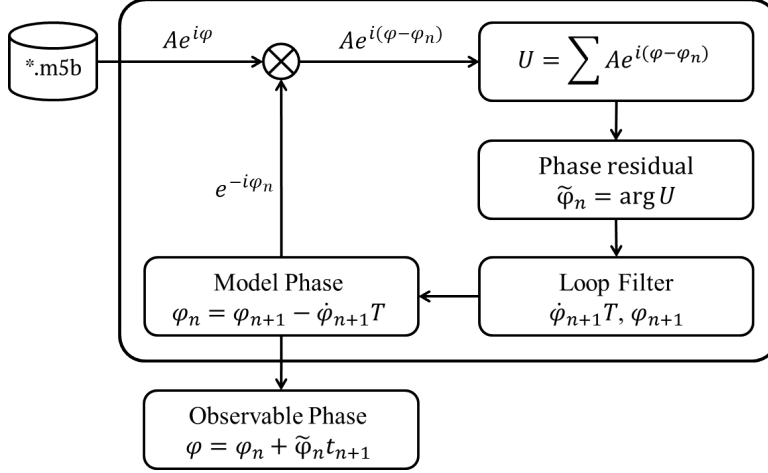 *.m5b
Ae^{iφ}
Ae^{i(φ−φ_n)}
U = ∑ Ae^{i(φ−φ_n)}
Phase residual
φ̃_n = arg U
e^{−iφ_n}
Model Phase
φ_n = φ_{n+1} − φ̇_{n+1}T
Loop Filter
φ̇_{n+1}T, φ_{n+1}
Observable Phase
φ = φ_n + φ̃_n t_{n+1}